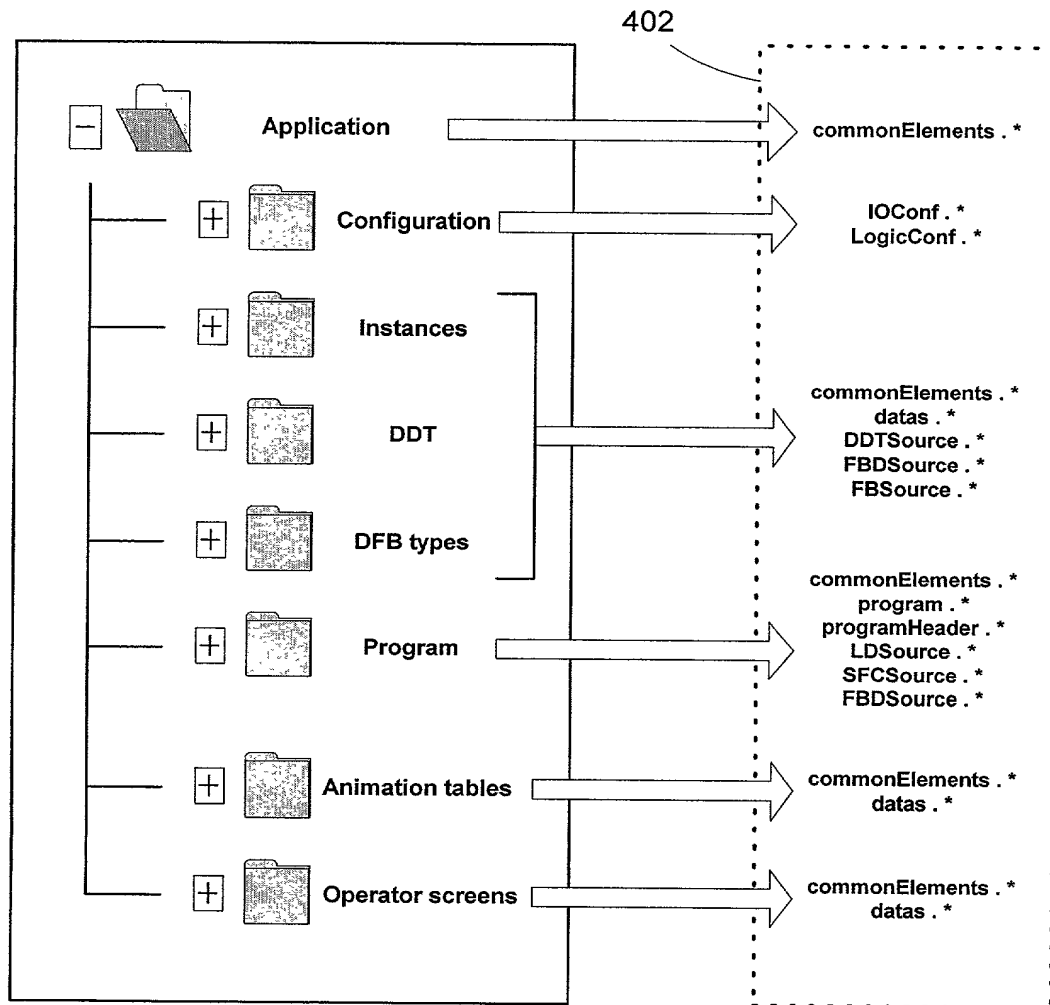 402
Application
commonElements . *
Configuration
IOConf . *
LogicConf . *
Instances
DDT
DFB types
commonElements . *
datas . *
DDTSource . *
FBDSource . *
FBSource . *
Program
commonElements . *
program . *
programHeader . *
LDSource . *
SFCSource . *
FBDSource . *
Animation tables
commonElements . *
datas . *
Operator screens
commonElements . *
datas . *